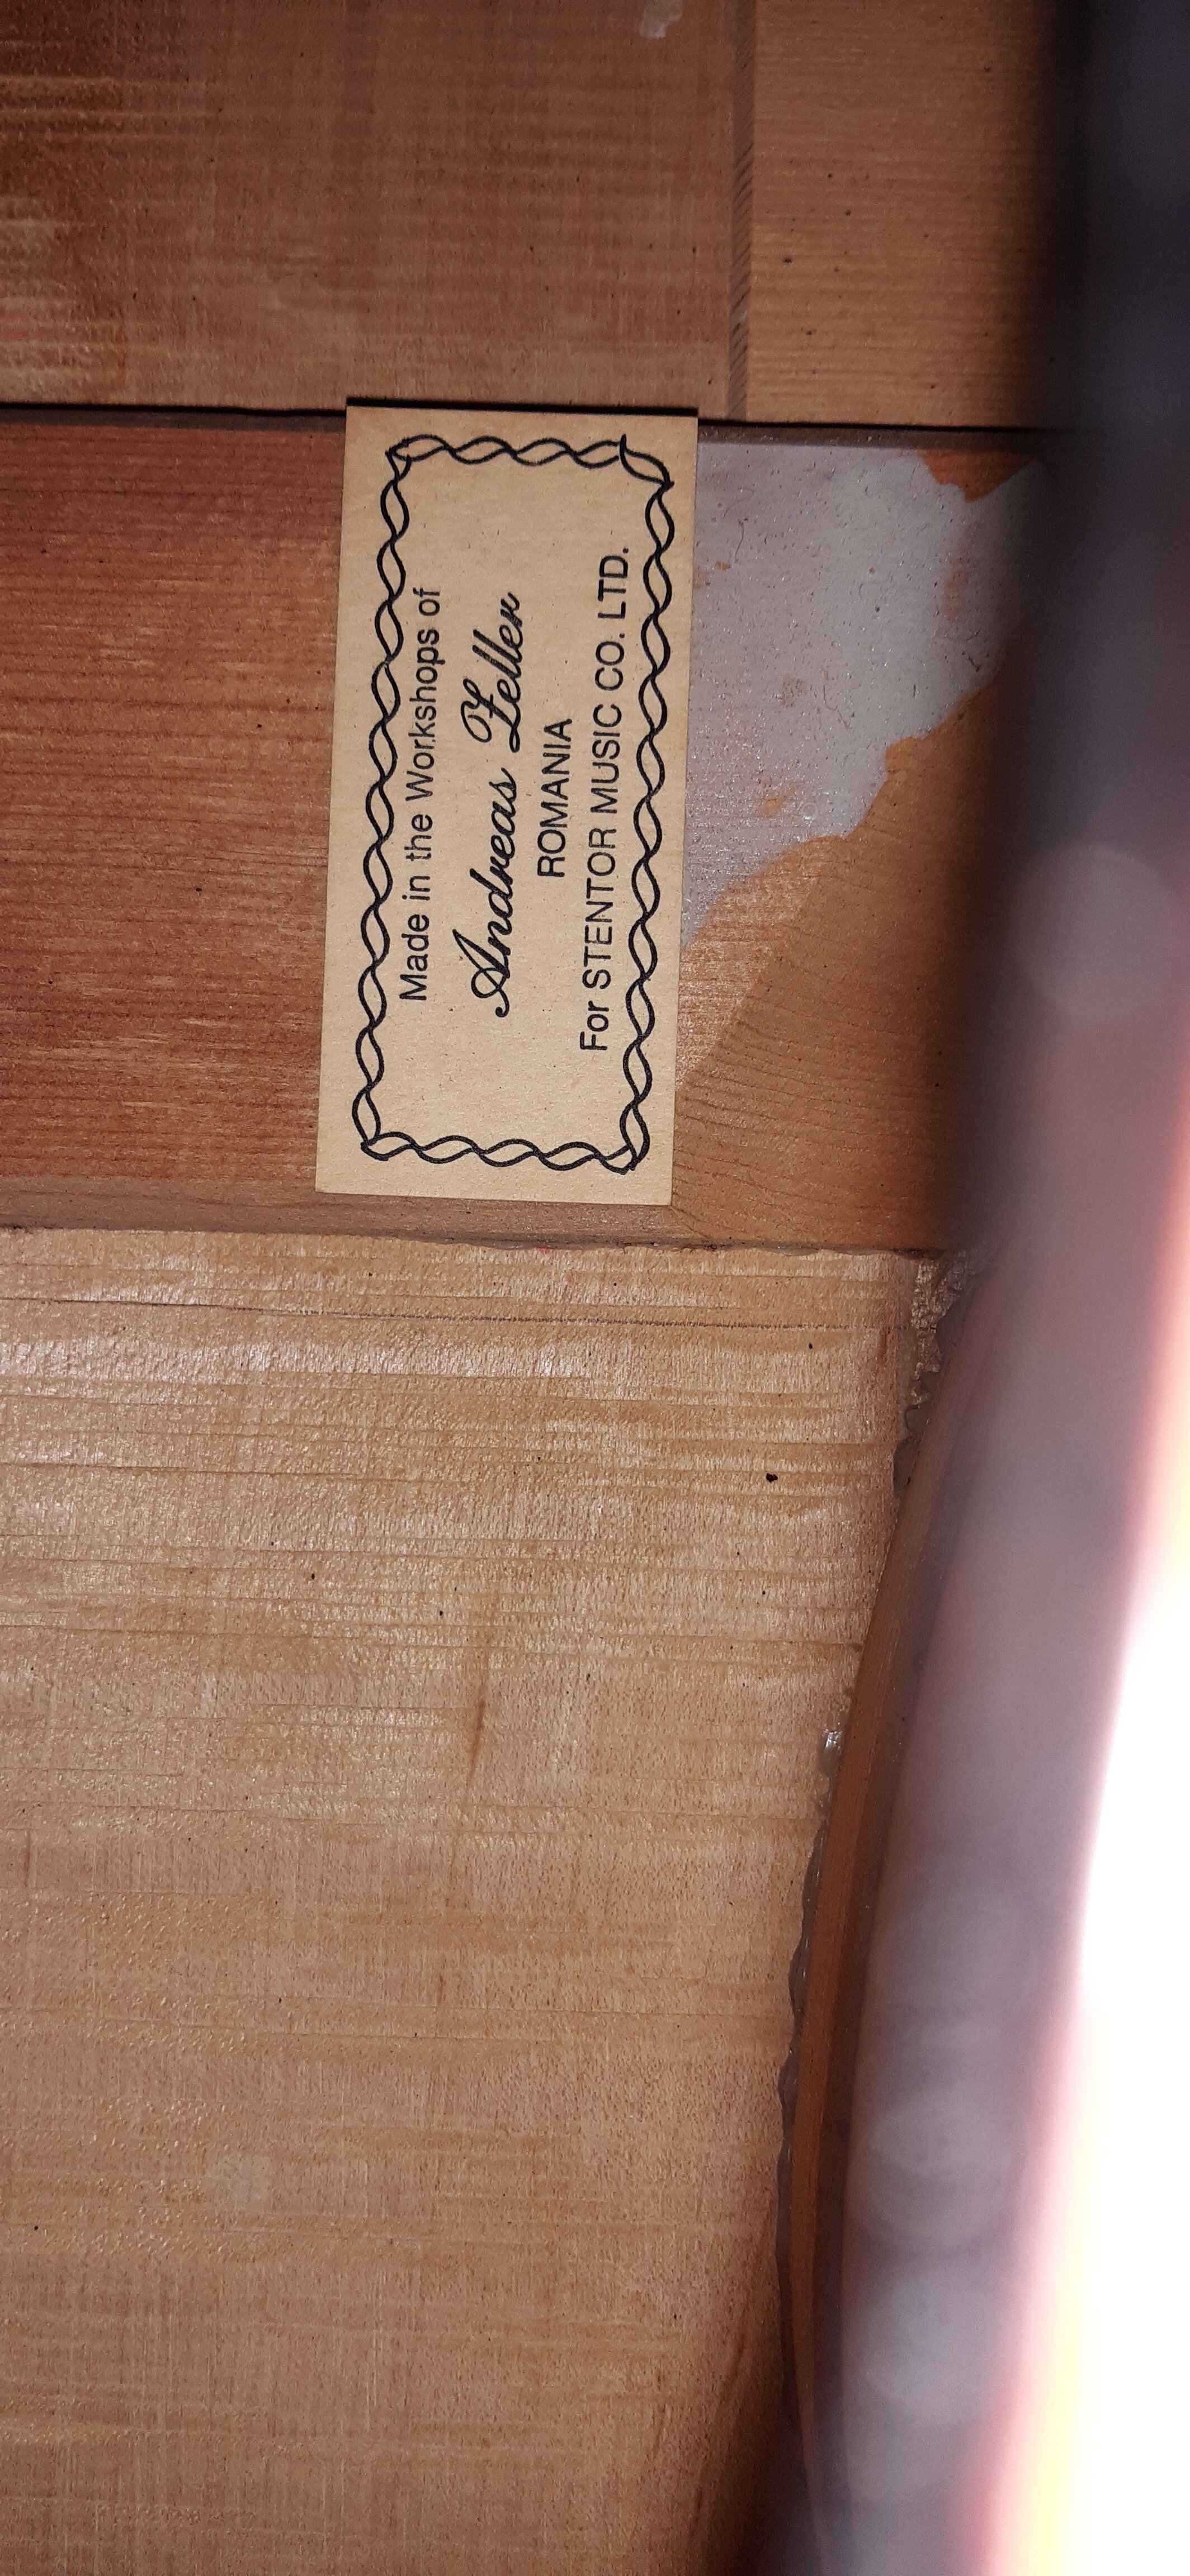 Made in the Workshops of
Andreas Zeller
ROMANIA
For STENTOR MUSIC CO. LTD.